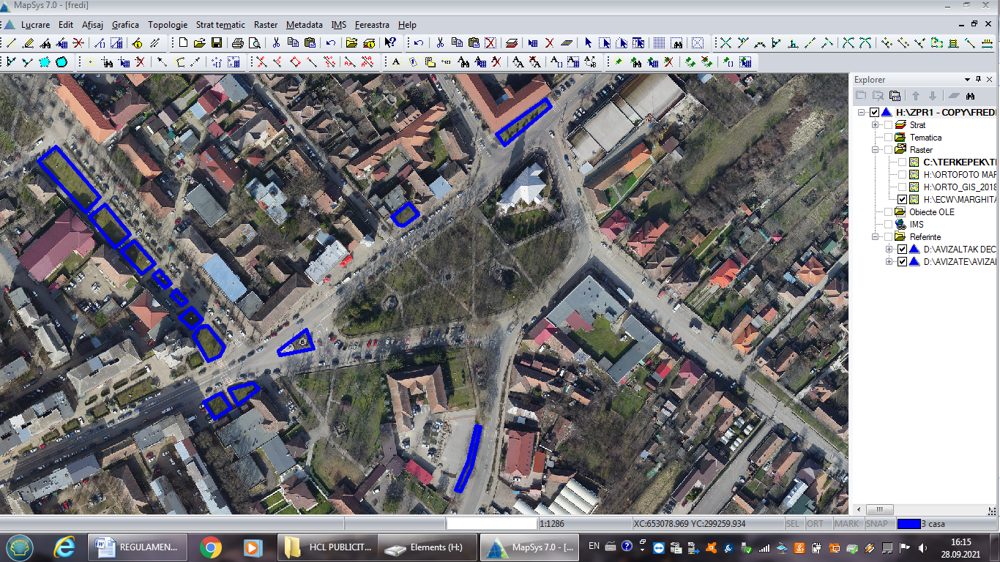 MapSys 7.0 - [fredi]
Lucrare Edit Afisaj Grafica Topologie Strat tematic Raster Metadata IMS Fereastra Help
Explorer
H:\ZPR1 - COPY\FREDI
Strat
Tematica
Raster
C:\TERKEPEK\TI
H:\ORTOFOTO MAR
H:\ORTO_GIS_2018
H:\ECW\MARGHITA
Obiecte OLE
IMS
Referinte
D:\AVIZALTAK DEC
D:\AVIZATE\AVIZAL
1:1286 XC:653078.969 YC:299259.934 SEL ORT MARK SNAP 3 casa
REGULAMEN... HCL PUBLICIT... Elements (H:) MapSys 7.0 - [... EN 16:15
28.09.2021